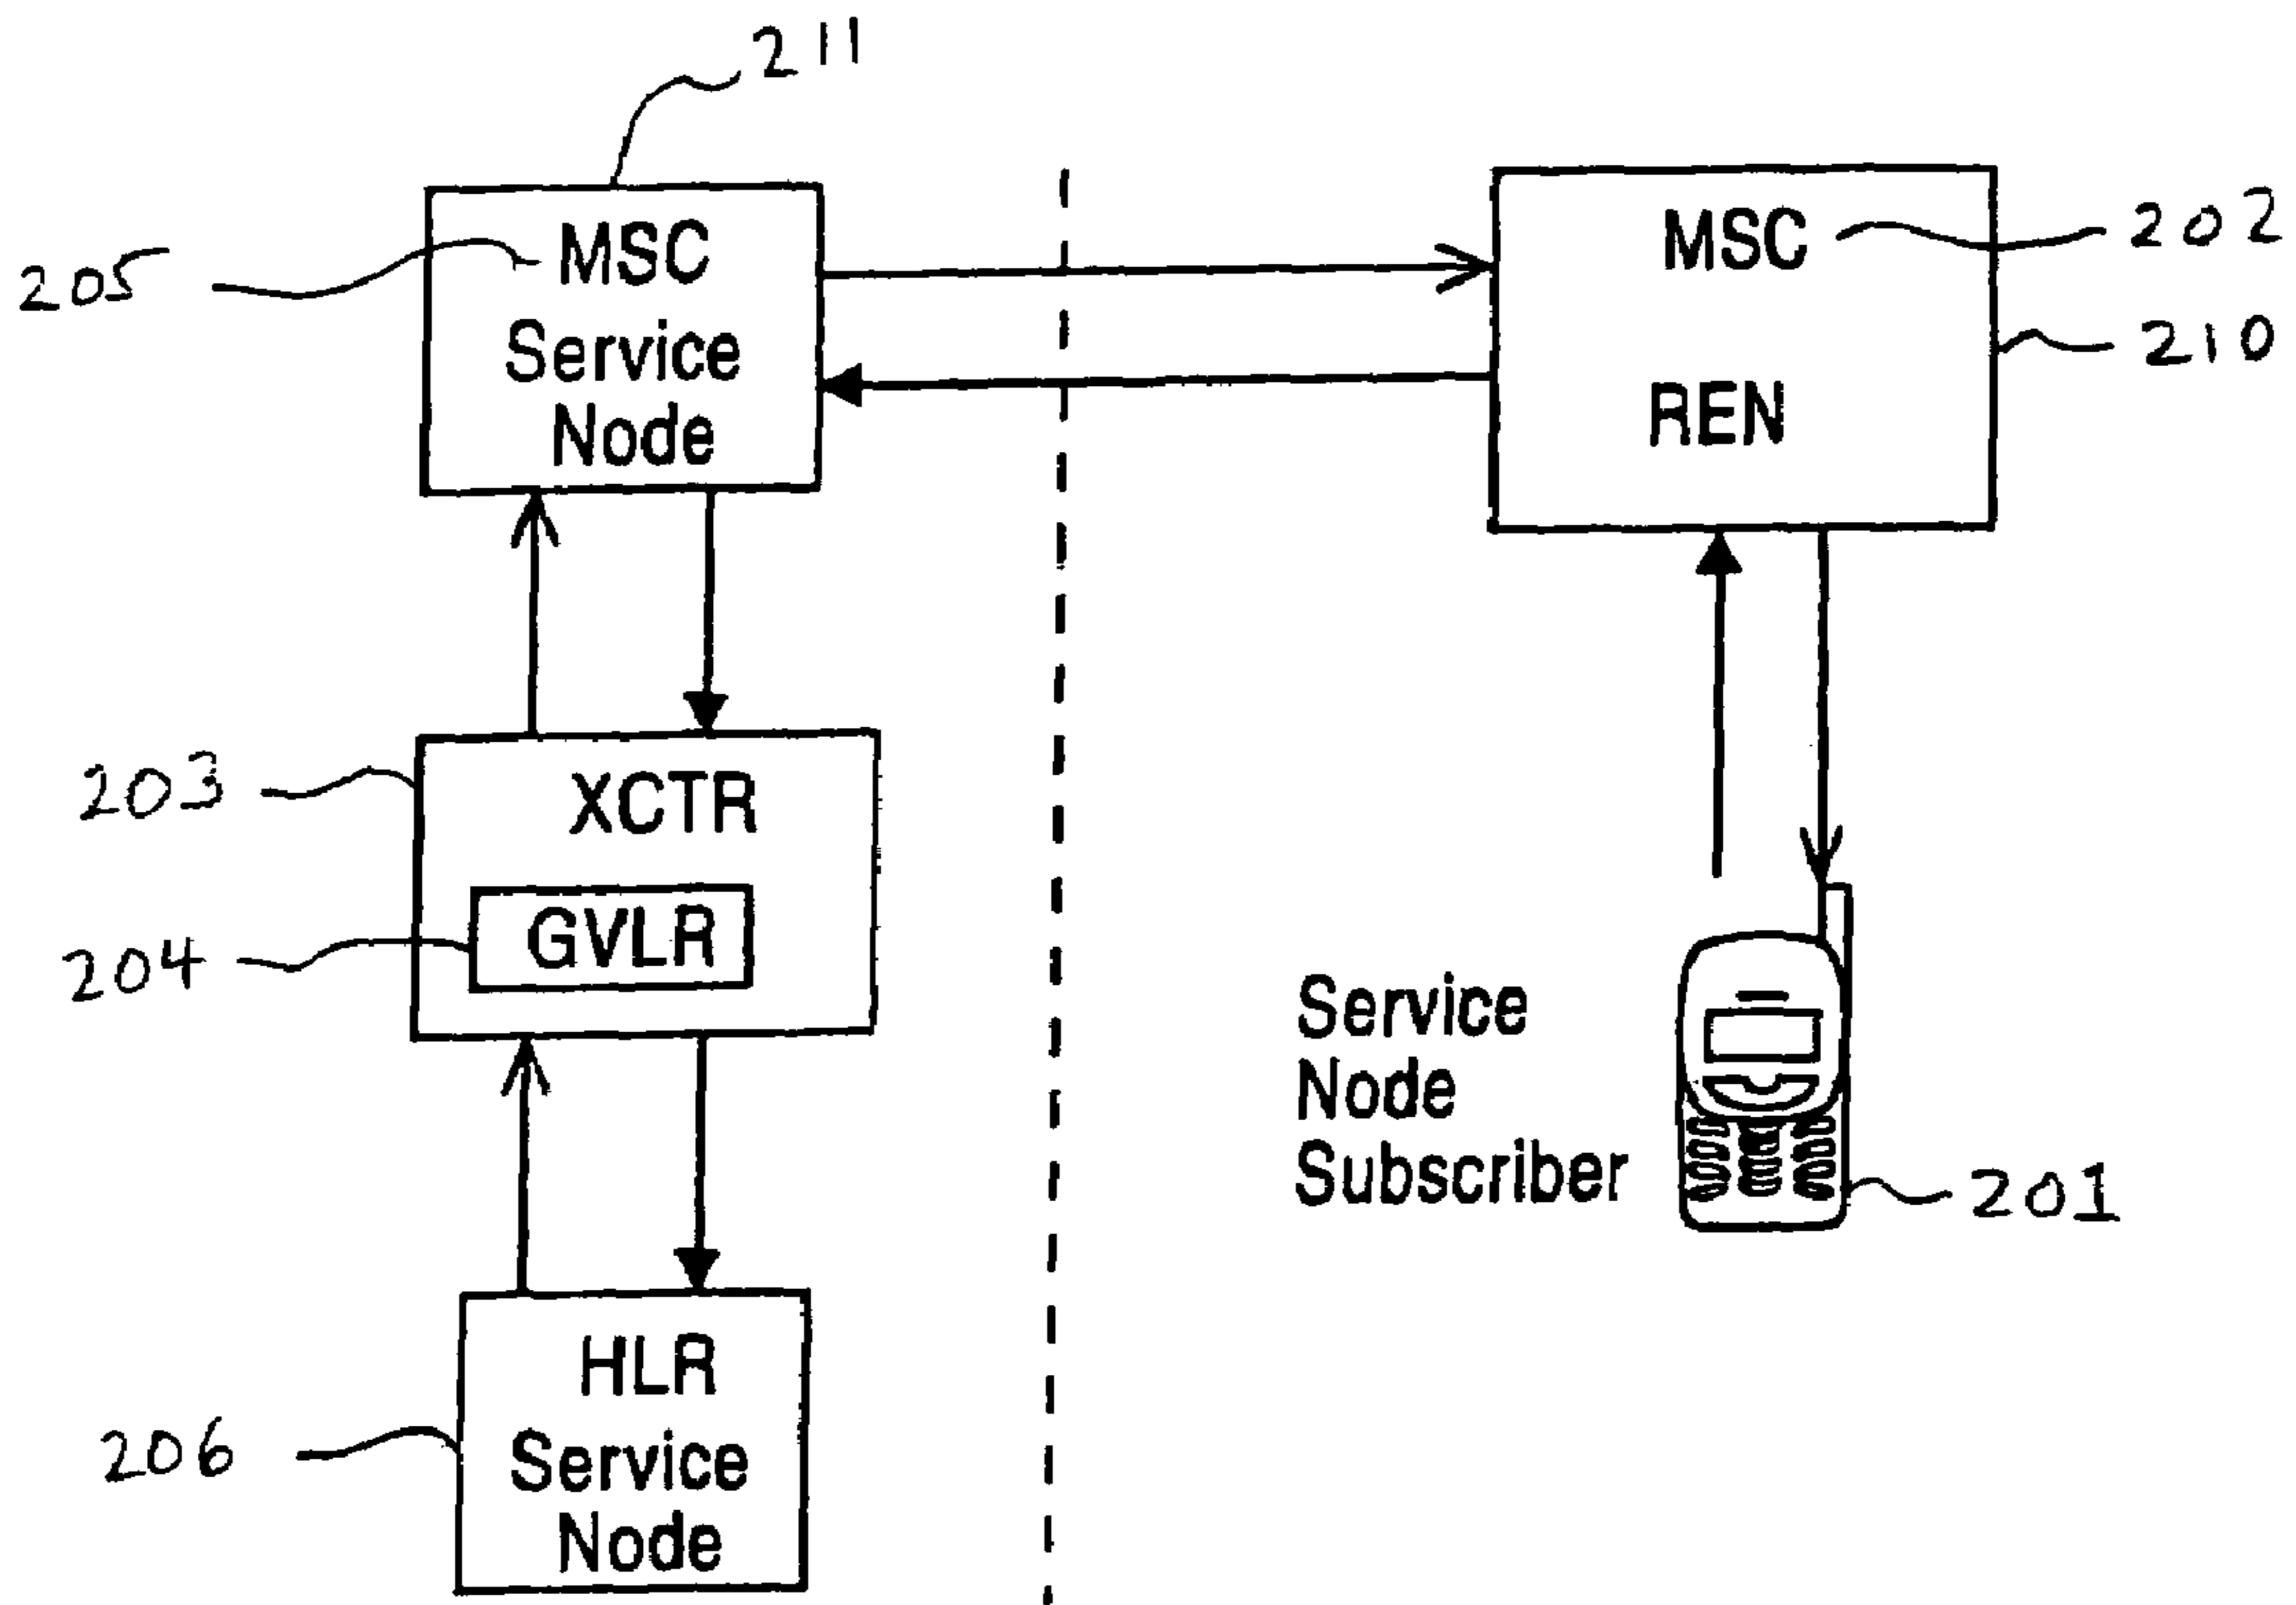 211
205
MSC
Service
Node
MSC
202
210
REN
203
XCTR
204
GVLR
Service
Node
Subscriber
201
206
HLR
Service
Node